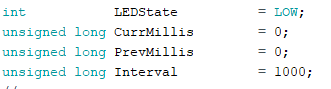 int LEDState = LOW;
unsigned long CurrMillis = 0;
unsigned long PrevMillis = 0;
unsigned long Interval = 1000;
//